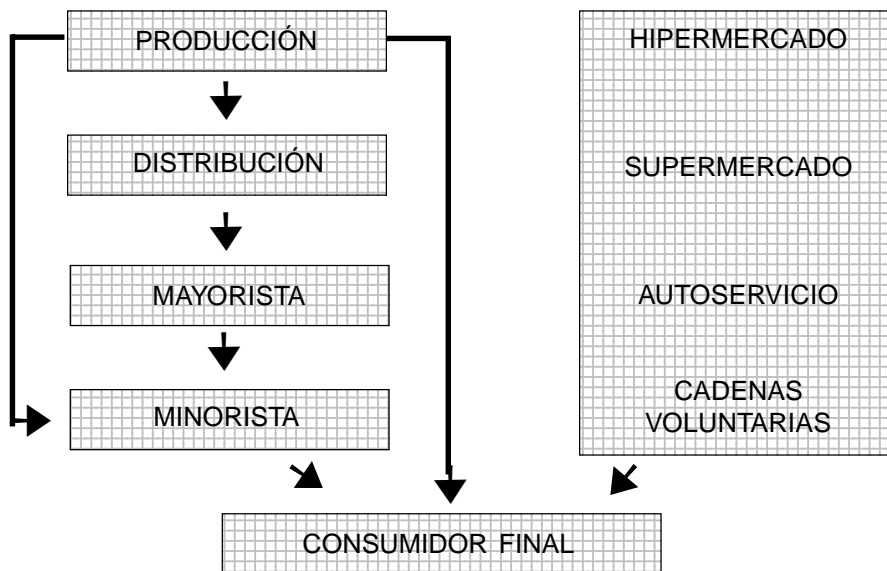 PRODUCCIÓN
DISTRIBUCIÓN
MAYORISTA
MINORISTA
HIPERMERCADO
SUPERMERCADO
AUTOSERVICIO
CADENAS
VOLUNTARIAS
CONSUMIDOR FINAL